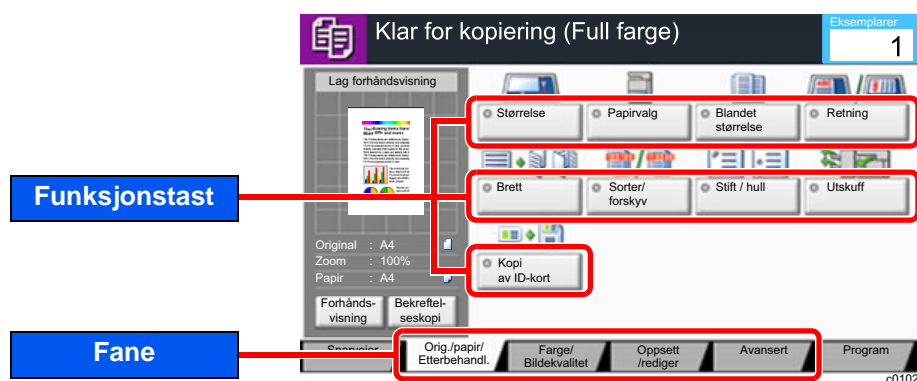 Klar for kopiering (Full farge)
Eksemplarer
1
Lag forhåndsvisning
Størrelse
Papirvalg
Blandet
størrelse
Retning
Funksjonstast
Brett
Sorter/
forskyv
Stift / hull
Utskuff
Original : A4
Zoom : 100%
Papir : A4
Kopi
av ID-kort
Forhånds-
visning
Bekreftel-
seskopi
Fane
Snarveier
Orig./papir/
Etterbehandl.
Farge/
Bildekvalitet
Oppsett
/rediger
Avansert
Program
c0102